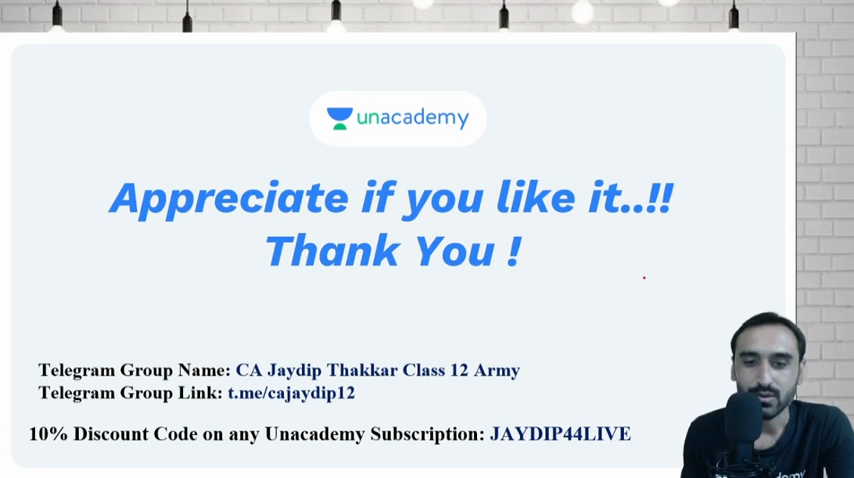 unacademy
Appreciate if you like it..!!
Thank You !
Telegram Group Name: CA Jaydip Thakkar Class 12 Army
Telegram Group Link: t.me/cajaydip12
10% Discount Code on any Unacademy Subscription: JAYDIP44LIVE